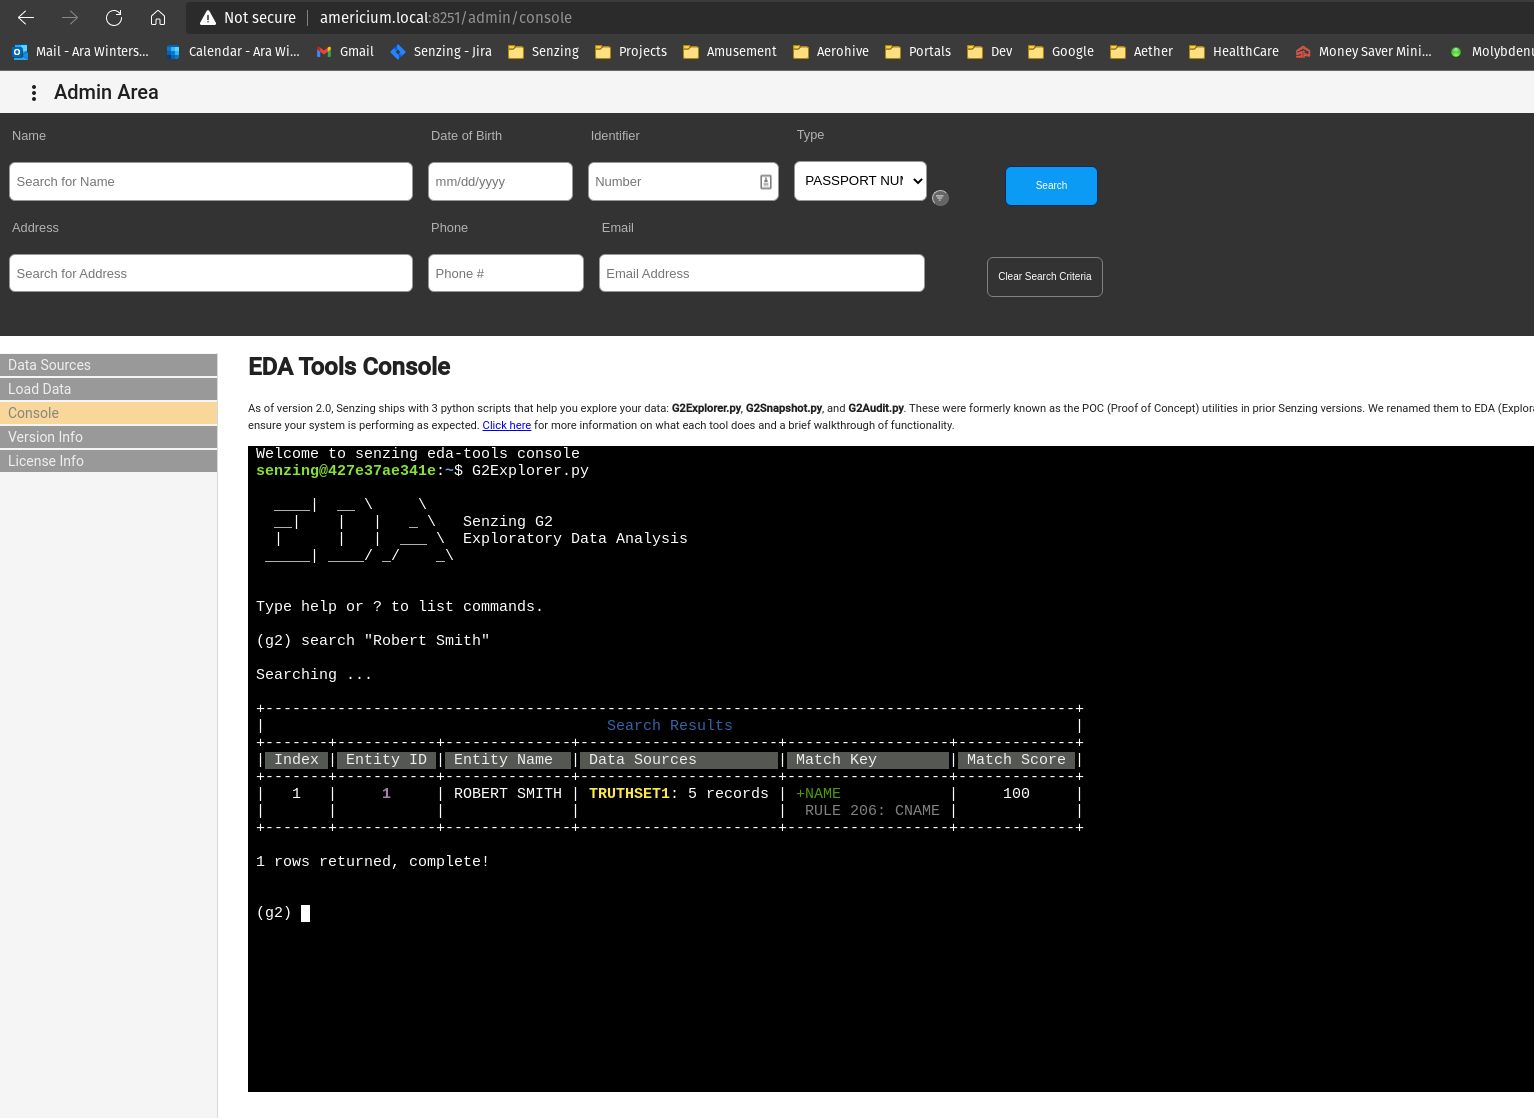 Not secure | americium.local:8251/admin/console
Mail - Ara Winters... Calendar - Ara Wi... Gmail Senzing - Jira Senzing Projects Amusement Aerohive Portals Dev Google Aether HealthCare Money Saver Mini... Molybdenu
Admin Area
Name Date of Birth Identifier Type
Search for Name mm/dd/yyyy Number PASSPORT NUM Search
Address Phone Email
Search for Address Phone # Email Address Clear Search Criteria
Data Sources
Load Data
Console
Version Info
License Info
EDA Tools Console
As of version 2.0, Senzing ships with 3 python scripts that help you explore your data: G2Explorer.py, G2Snapshot.py, and G2Audit.py. These were formerly known as the POC (Proof of Concept) utilities in prior Senzing versions. We renamed them to EDA (Explora
ensure your system is performing as expected. Click here for more information on what each tool does and a brief walkthrough of functionality.
Welcome to senzing eda-tools console
senzing@427e37ae341e:~$ G2Explorer.py
  ____|  __ \     \
  __|    |   |   _ \   Senzing G2
  |      |   |  ___ \  Exploratory Data Analysis
 _____| ____/ _/    _\
Type help or ? to list commands.
(g2) search "Robert Smith"
Searching ...
+------------------------------------------------------------------------------------------+
|                                      Search Results                                      |
+-------+-----------+--------------+----------------------+------------------+-------------+
| Index | Entity ID | Entity Name  | Data Sources         | Match Key        | Match Score |
+-------+-----------+--------------+----------------------+------------------+-------------+
|   1   |     1     | ROBERT SMITH | TRUTHSET1: 5 records | +NAME            |     100     |
|       |           |              |                      |  RULE 206: CNAME |             |
+-------+-----------+--------------+----------------------+------------------+-------------+
1 rows returned, complete!
(g2)